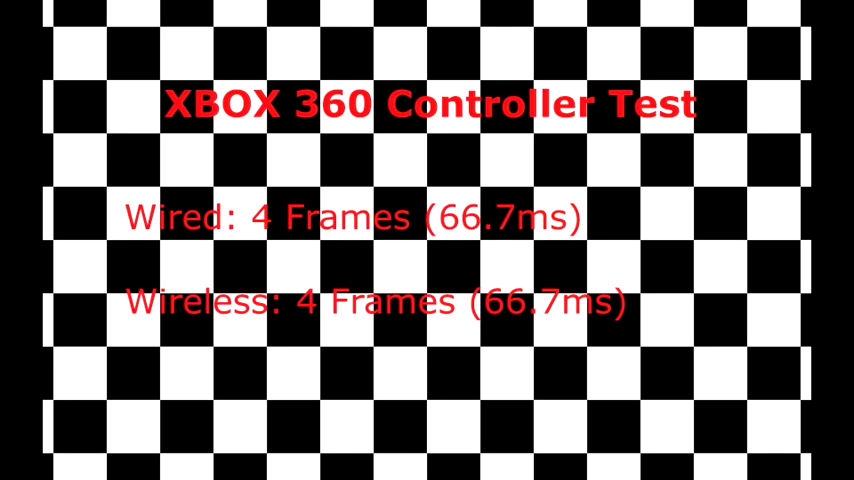 XBOX 360 Controller Test
Wired: 4 Frames (66.7ms)
Wireless: 4 Frames (66.7ms)